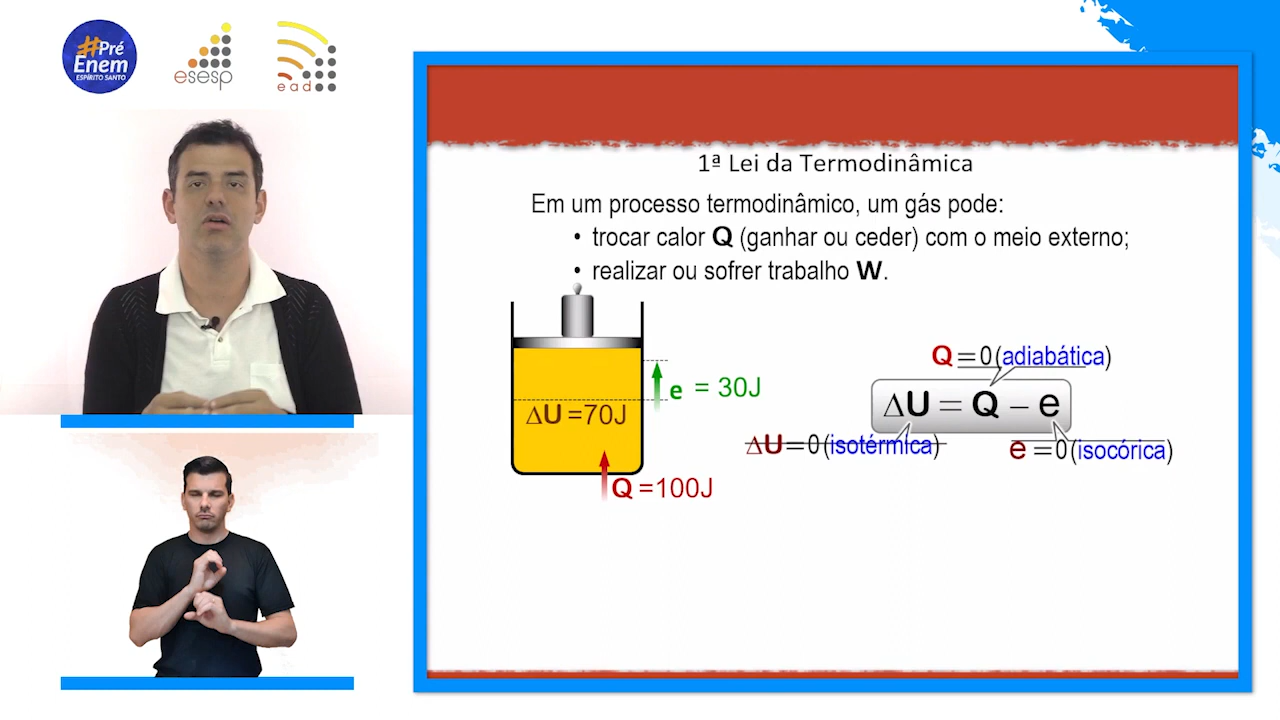 #Pré
Enem
ESPÍRITO SANTO
esesp
ead
1ª Lei da Termodinâmica
Em um processo termodinâmico, um gás pode:
• trocar calor Q (ganhar ou ceder) com o meio externo;
• realizar ou sofrer trabalho W.
Q = 0 (adiabática)
e = 30J
ΔU = Q – e
ΔU =70J
ΔU = 0 (isotérmica)
e = 0 (isocórica)
Q =100J